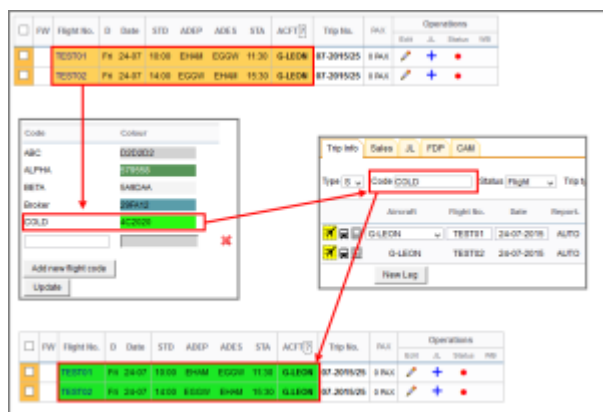 FW Flight No. D Date STD ADEP ADES STA ACFT Trip No. PAX Operations
Edit JL Status WB
TEST01 Fri 24-07 10:00 EHAM EGGW 11:30 G-LEON 07-2015/25 0 PAX
TEST02 Fri 24-07 14:00 EGGW EHAM 15:30 G-LEON 07-2015/25 0 PAX
Code Colour
ABC D2D0D2
ALPHA
BETA
Broker
COLD
Add new flight code
Update
Trip Info Sales JL FDP CAM
Type S Code COLD Status Flight Trip
Aircraft Flight No. Date Report.
G-LEON TEST01 24-07-2015 AUTO
G-LEON TEST02 24-07-2015 AUTO
New Leg
FW Flight No. D Date STD ADEP ADES STA ACFT Trip No. PAX Operations
Edit JL Status WB
TEST01 Fri 24-07 10:00 EHAM EGGW 11:30 G-LEON 07-2015/25 0 PAX
TEST02 Fri 24-07 14:00 EGGW EHAM 15:30 G-LEON 07-2015/25 0 PAX